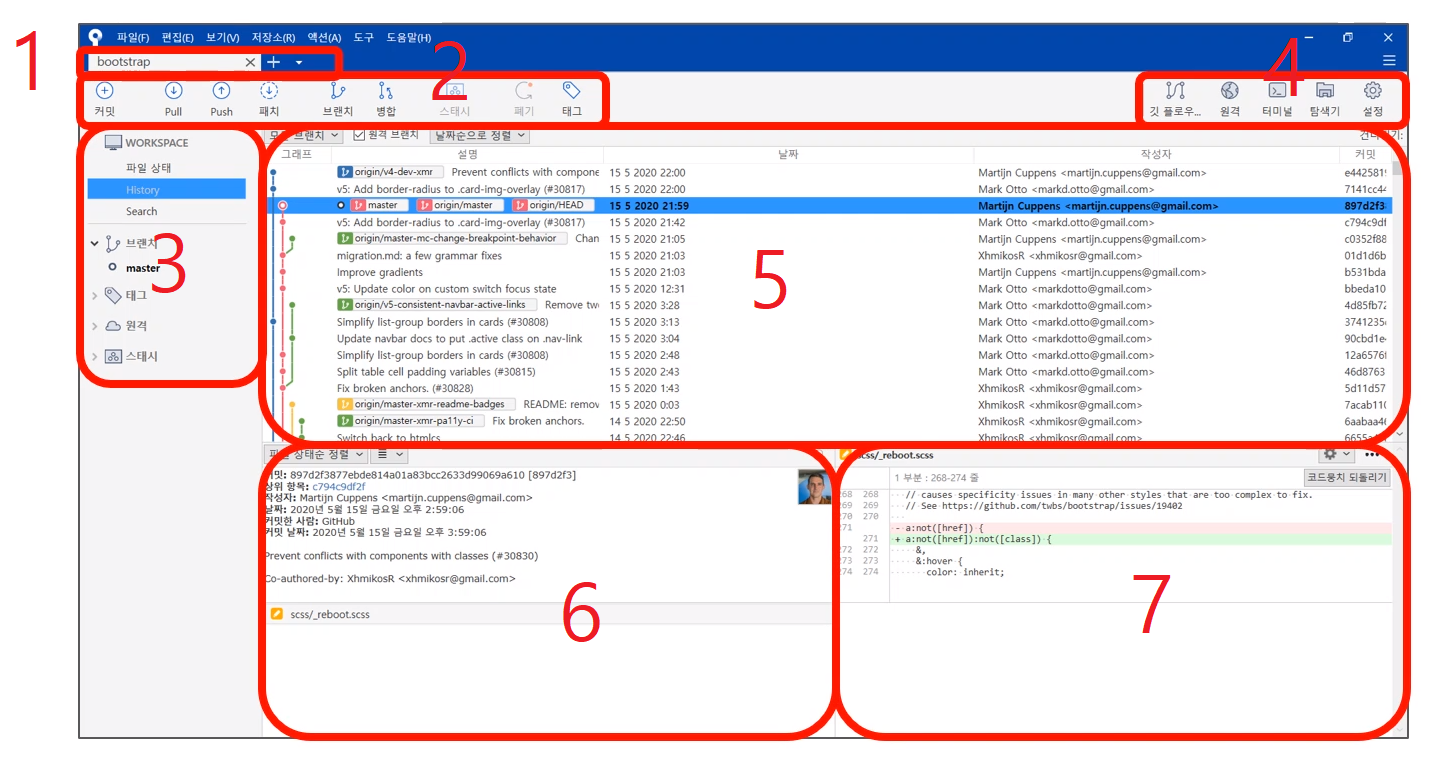 1
파일(F) 편집(E) 보기(V) 저장소(R) 액션(A) 도구 도움말(H)
bootstrap
2
4
커밋 Pull Push 패치 브랜치 병합 스태시 폐기 태그 깃 플로우... 원격 터미널 탐색기 설정
WORKSPACE
파일 상태
History
Search
브랜치
master
3
태그
원격
스태시
브랜치 원격 브랜치 날짜순으로 정렬
그래프 설명 날짜 작성자 커밋
origin/v4-dev-xmr Prevent conflicts with compone 15 5 2020 22:00 Martijn Cuppens <martijn.cuppens@gmail.com> e442581
v5: Add border-radius to .card-img-overlay (#30817) 15 5 2020 22:00 Mark Otto <markd.otto@gmail.com> 7141cc4
master origin/master origin/HEAD 15 5 2020 21:59 Martijn Cuppens <martijn.cuppens@gmail.com> 897d2f3
v5: Add border-radius to .card-img-overlay (#30817) 15 5 2020 21:42 Mark Otto <markd.otto@gmail.com> c794c9df
origin/master-mc-change-breakpoint-behavior Chan 15 5 2020 21:05 Martijn Cuppens <martijn.cuppens@gmail.com> c0352f88
migration.md: a few grammar fixes 15 5 2020 21:03 XhmikosR <xhmikosr@gmail.com> 01d1d6b
Improve gradients 15 5 2020 21:03 Martijn Cuppens <martijn.cuppens@gmail.com> b531bda
v5: Update color on custom switch focus state 15 5 2020 12:31 Mark Otto <markdotto@gmail.com> bbeda10
origin/v5-consistent-navbar-active-links Remove tw 15 5 2020 3:28 Mark Otto <markdotto@gmail.com> 4d85fb7
Simplify list-group borders in cards (#30808) 15 5 2020 3:13 Mark Otto <markd.otto@gmail.com> 3741235
Update navbar docs to put .active class on .nav-link 15 5 2020 3:04 Mark Otto <markdotto@gmail.com> 90cbd1e
Simplify list-group borders in cards (#30808) 15 5 2020 2:48 Mark Otto <markd.otto@gmail.com> 12a6576
Split table cell padding variables (#30815) 15 5 2020 2:43 Mark Otto <markd.otto@gmail.com> 46d8763
Fix broken anchors. (#30828) 15 5 2020 1:43 XhmikosR <xhmikosr@gmail.com> 5d11d57
origin/master-xmr-readme-badges README: remov 15 5 2020 0:03 XhmikosR <xhmikosr@gmail.com> 7acab11
origin/master-xmr-pa11y-ci Fix broken anchors. 14 5 2020 22:50 XhmikosR <xhmikosr@gmail.com> 6aabaa4
Switch back to htmlcs 14 5 2020 22:46 XhmikosR <xhmikosr@gmail.com>
5
상태순 정렬
커밋: 897d2f3877ebde814a01a83bcc2633d99069a610 [897d2f3]
상위 항목: c794c9df2f
작성자: Martijn Cuppens <martijn.cuppens@gmail.com>
날짜: 2020년 5월 15일 금요일 오후 2:59:06
커밋한 사람: GitHub
커밋 날짜: 2020년 5월 15일 금요일 오후 3:59:06
Prevent conflicts with components with classes (#30830)
Co-authored-by: XhmikosR <xhmikosr@gmail.com>
scss/_reboot.scss
6
scss/_reboot.scss
1 부분 : 268-274 줄 코드뭉치 되돌리기
268 268 // causes specificity issues in many other styles that are too complex to fix.
269 269 // See https://github.com/twbs/bootstrap/issues/19402
270 270
271 - a:not([href]) {
271 + a:not([href]):not([class]) {
272 272 &,
273 273 &:hover {
274 274 color: inherit;
7